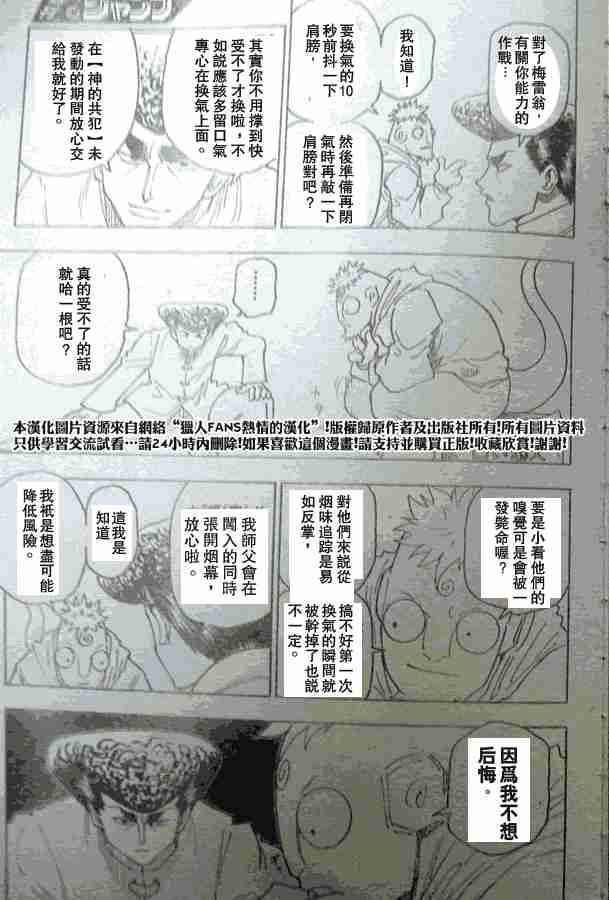 ジャンプ
對了梅雷翁，
有關你能力的
作戰…
我知道！
要換氣的10
秒前抖一下
肩膀，
然後準備再閉
氣時再敲一下
肩膀對吧？
其實你不用撐到快
受不了才換啦，不
如說應該多留口氣
專心在換氣上面。
在【神的共犯】未
發動的期間放心交
給我就好了。
……
真的受不了的話
就哈一根吧？
本漢化圖片資源來自網絡“獵人FANS熱情的漢化”!版權歸原作者及出版社所有!所有圖片資料
只供學習交流試看…請24小時內刪除!如果喜歡這個漫畫!請支持並購買正版!收藏欣賞!謝謝!
要是小看他們的
嗅覺可是會被一
發斃命喔？
對他們來說從
烟味追踪是易
如反掌，
搞不好第一次
換氣的瞬間就
被幹掉了也說
不一定。
我師父會在
闖入的同時
張開烟幕，
放心啦。
這我是
知道
我衹是想盡可能
降低風險。
因爲我不想
后悔。